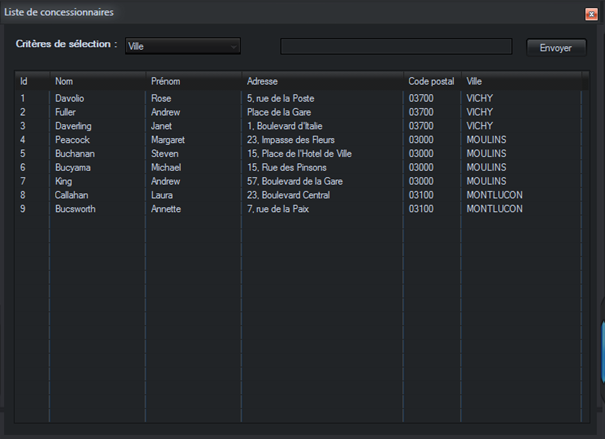 Liste de concessionnaires
Critères de sélection : Ville Envoyer
Id Nom Prénom Adresse Code postal Ville
1 Davolio Rose 5, rue de la Poste 03700 VICHY
2 Fuller Andrew Place de la Gare 03700 VICHY
3 Daverling Janet 1, Boulevard d'Italie 03700 VICHY
4 Peacock Margaret 23, Impasse des Fleurs 03000 MOULINS
5 Buchanan Steven 15, Place de l'Hotel de Ville 03000 MOULINS
6 Bucyama Michael 15, Rue des Pinsons 03000 MOULINS
7 King Andrew 57, Boulevard de la Gare 03000 MOULINS
8 Callahan Laura 23, Boulevard Central 03100 MONTLUCON
9 Bucsworth Annette 7, rue de la Paix 03100 MONTLUCON